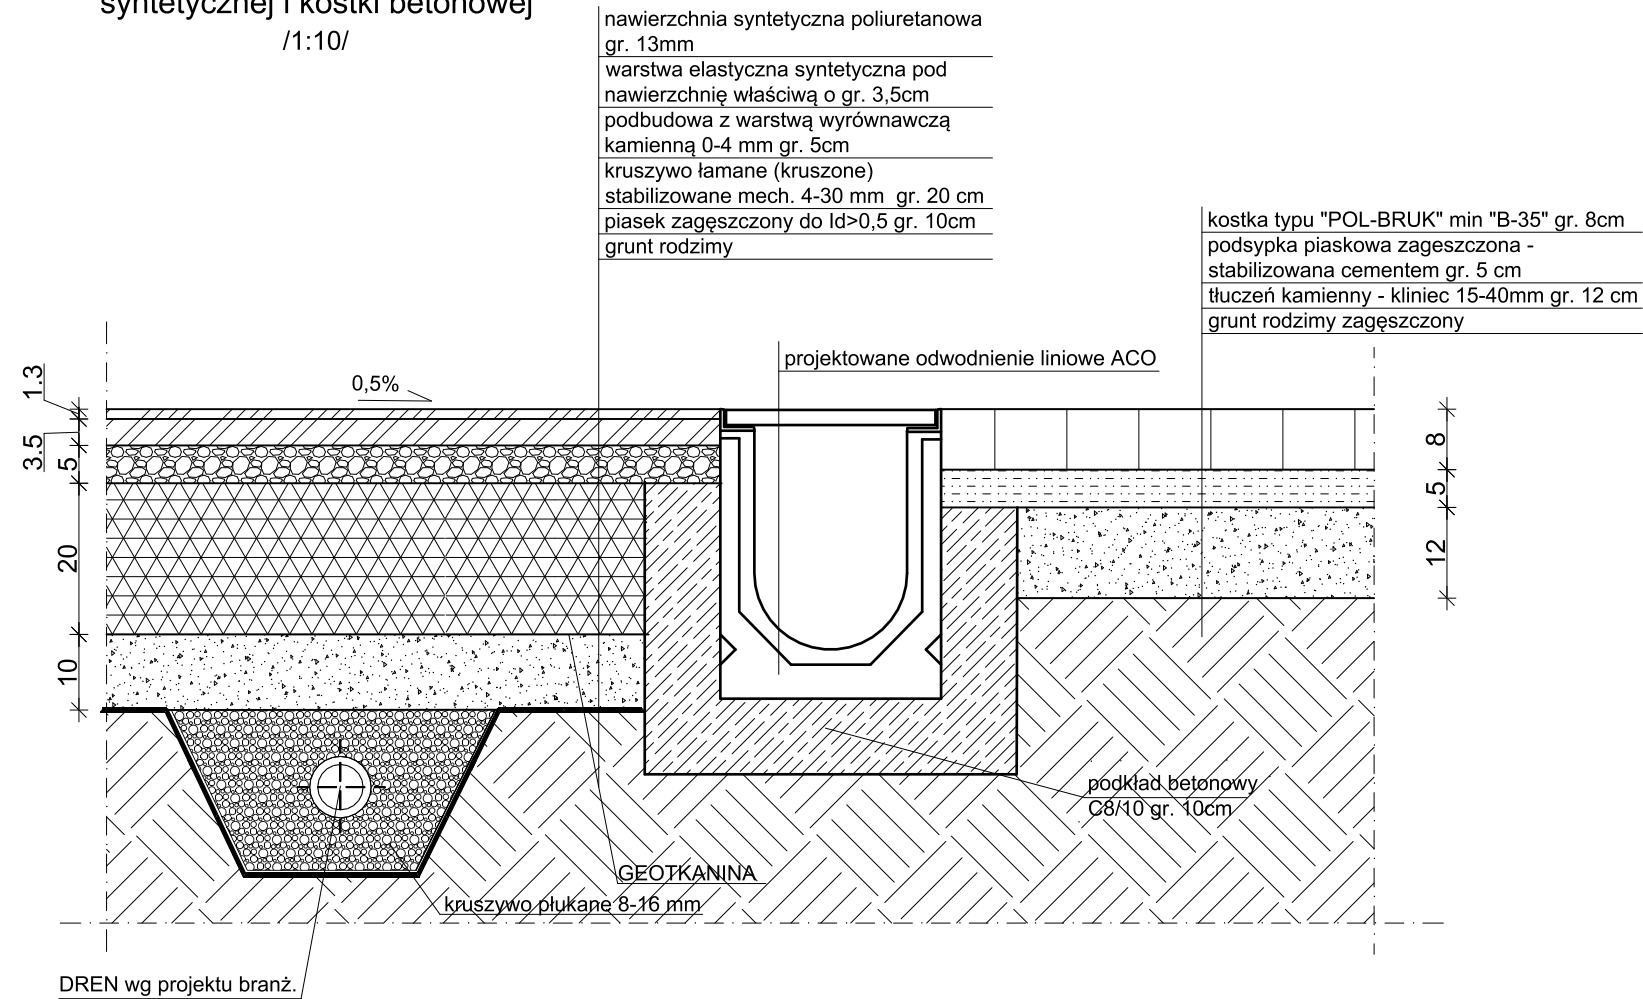 syntetycznej i kostki betonowej
/1:10/
nawierzchnia syntetyczna poliuretanowa
gr. 13mm
warstwa elastyczna syntetyczna pod
nawierzchnię właściwą o gr. 3,5cm
podbudowa z warstwą wyrównawczą
kamienną 0-4 mm gr. 5cm
kruszywo łamane (kruszone)
stabilizowane mech. 4-30 mm gr. 20 cm
piasek zagęszczony do Id>0,5 gr. 10cm
grunt rodzimy
kostka typu "POL-BRUK" min "B-35" gr. 8cm
podsypka piaskowa zageszczona -
stabilizowana cementem gr. 5 cm
tłuczeń kamienny - kliniec 15-40mm gr. 12 cm
grunt rodzimy zagęszczony
projektowane odwodnienie liniowe ACO
0,5%
1.3
3.5
5
20
10
8
5
12
podkład betonowy
C8/10 gr. 10cm
GEOTKANINA
kruszywo płukane 8-16 mm
DREN wg projektu branż.